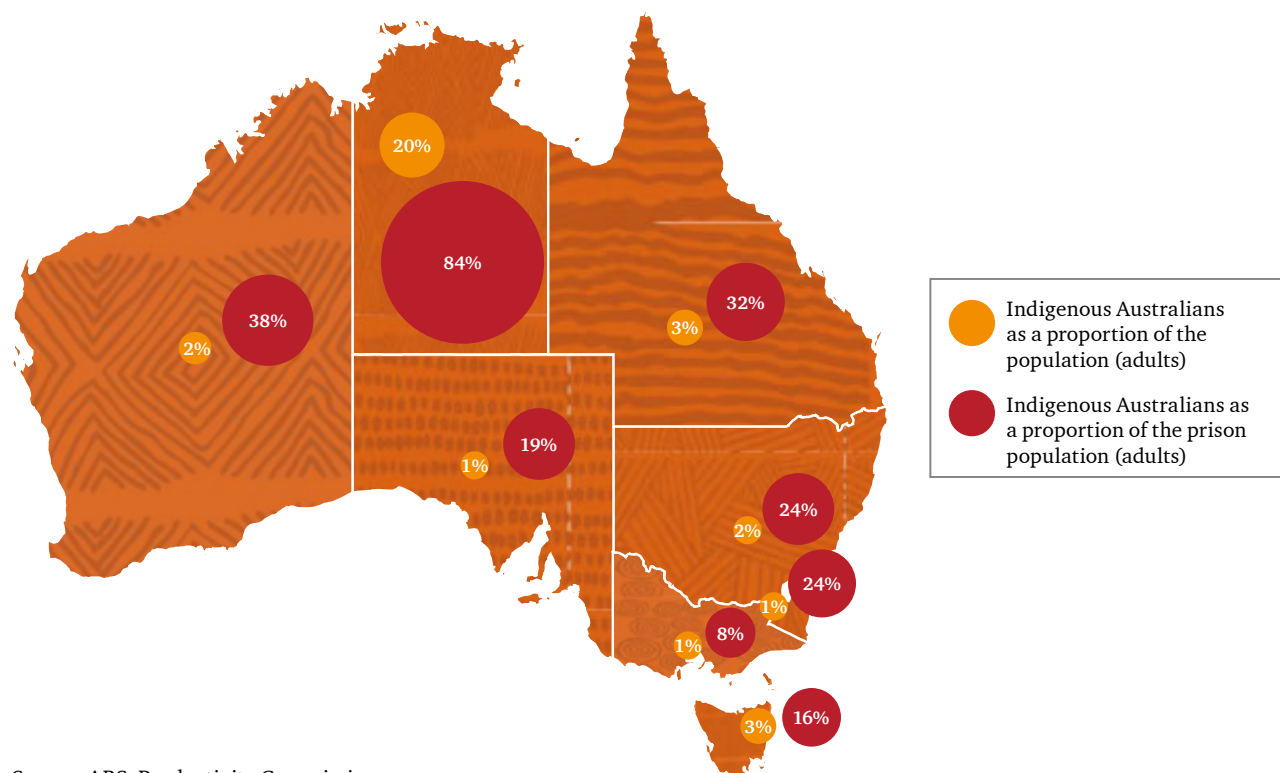 20%
84%
38%
2%
32%
3%
19%
1%
24%
2%
24%
1%
8%
1%
16%
3%
Indigenous Australians
as a proportion of the
population (adults)
Indigenous Australians as
a proportion of the prison
population (adults)